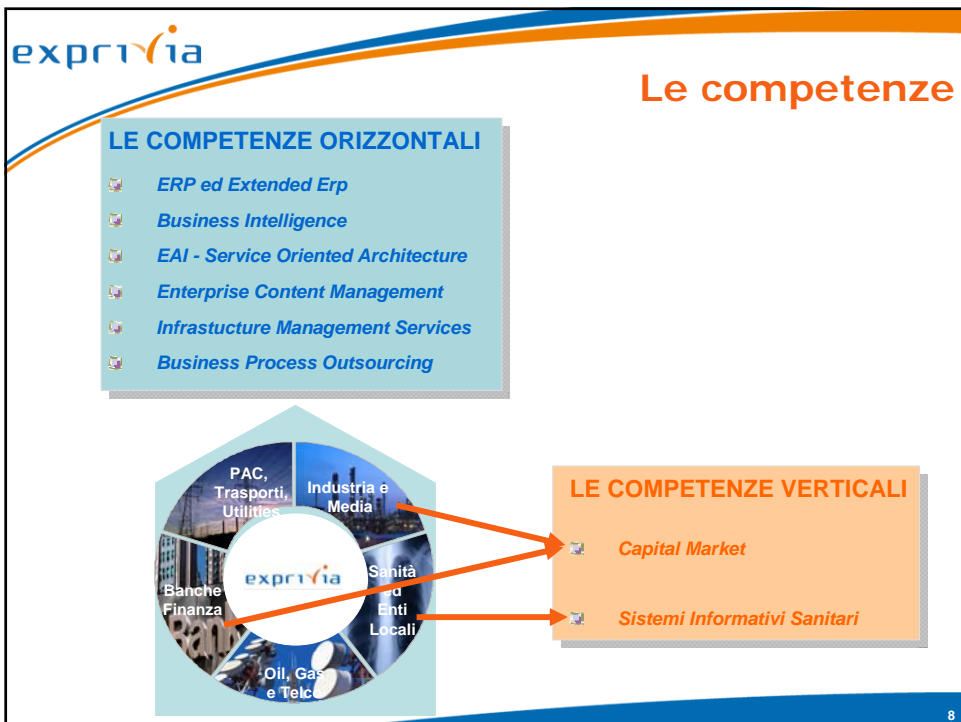 exprivia
Le competenze
LE COMPETENZE ORIZZONTALI
ERP ed Extended Erp
Business Intelligence
EAI - Service Oriented Architecture
Enterprise Content Management
Infrastucture Management Services
Business Process Outsourcing
PAC,
Trasporti,
Utilities
Industria e
Media
Banche
Finanza
exprivia
Sanità
ed
Enti
Locali
Bank
Oil, Gas
e Telco
LE COMPETENZE VERTICALI
Capital Market
Sistemi Informativi Sanitari
8